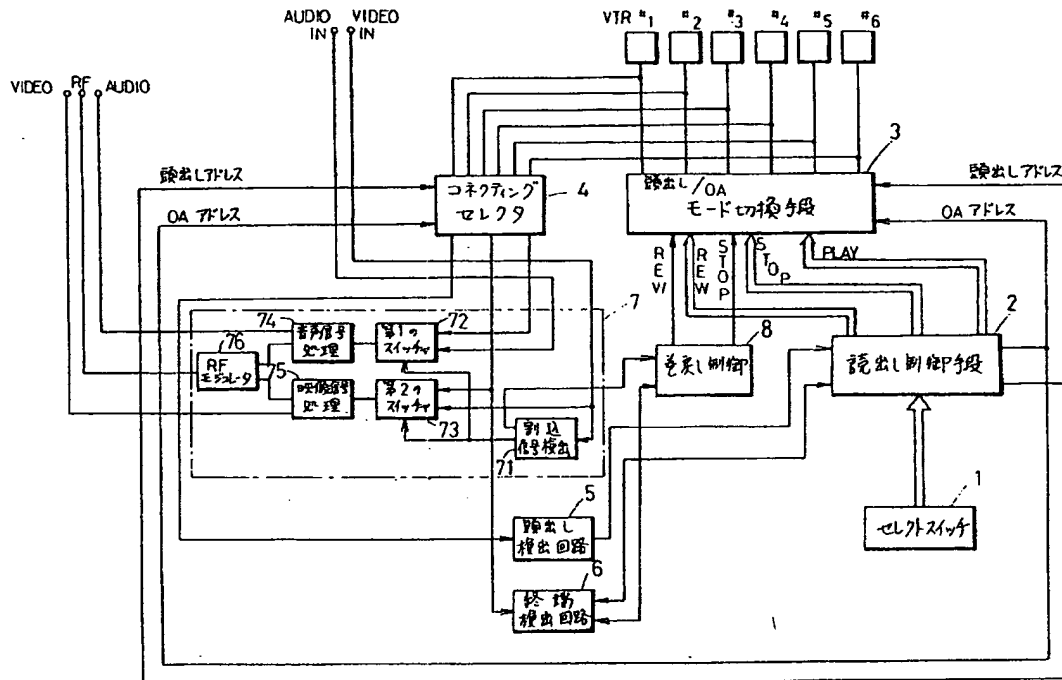 AUDIO IN
VIDEO IN
VTR #1
#2
#3
#4
#5
#6
VIDEO
RF
AUDIO
頭出しアドレス
OA アドレス
コネクティング
セレクタ
4
頭出し/OA
モード切換手段
3
頭出しアドレス
OA アドレス
REW
REW
STOP
STOP
PLAY
7
74
音声信号
処理
72
第1の
スイッチャ
76
RF
モジュレータ
75
映像信号
処理
第2の
スイッチャ
73
割込
信号検出
71
8
巻戻し制御
2
読出し制御手段
1
セレクトスイッチ
5
頭出し
検出回路
6
終端
検出回路